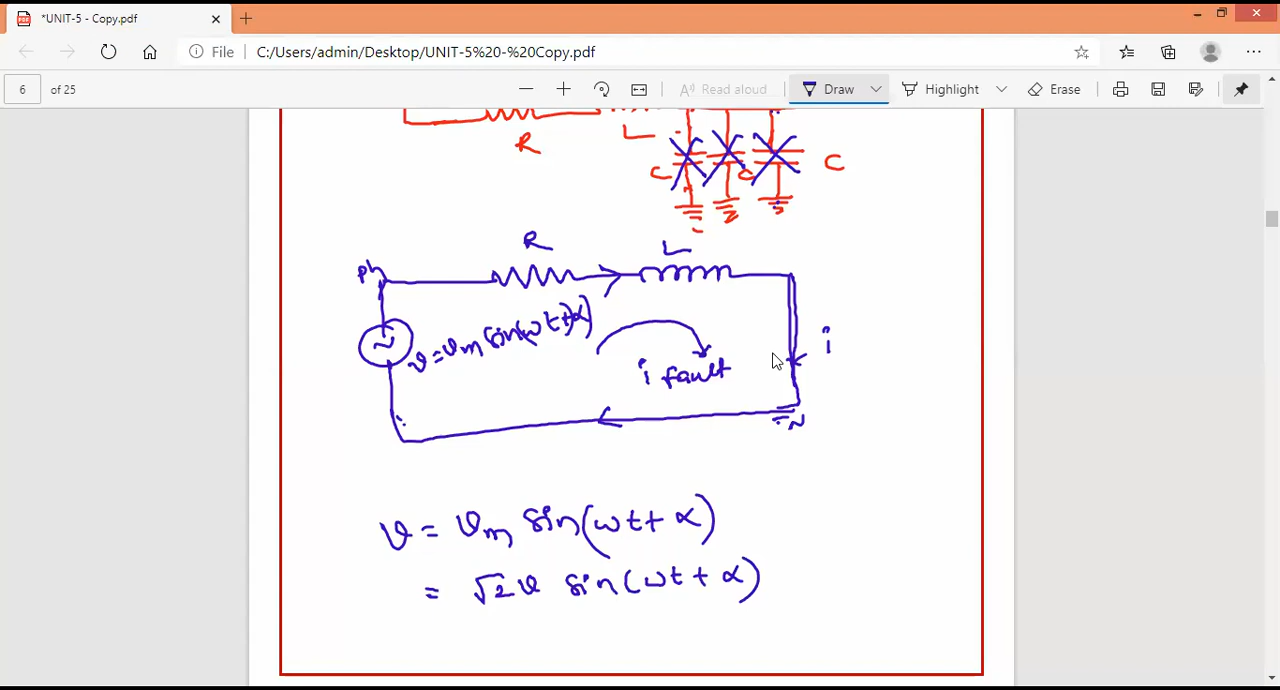 *UNIT-5 - Copy.pdf
File C:/Users/admin/Desktop/UNIT-5%20-%20Copy.pdf
6 of 25 Read aloud Draw Highlight Erase
R L C C C
R L
ph
v=vm sin(ωt+α)
i
i fault
N
v = vm sin(ωt + α)
= √2v sin(ωt + α)